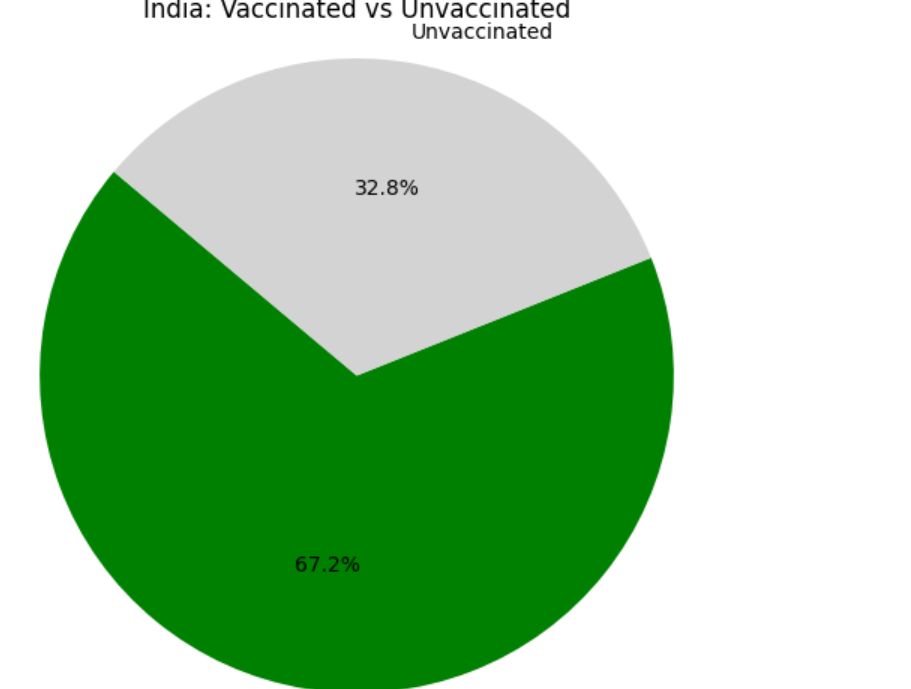 India: Vaccinated vs Unvaccinated
Unvaccinated
32.8%
67.2%